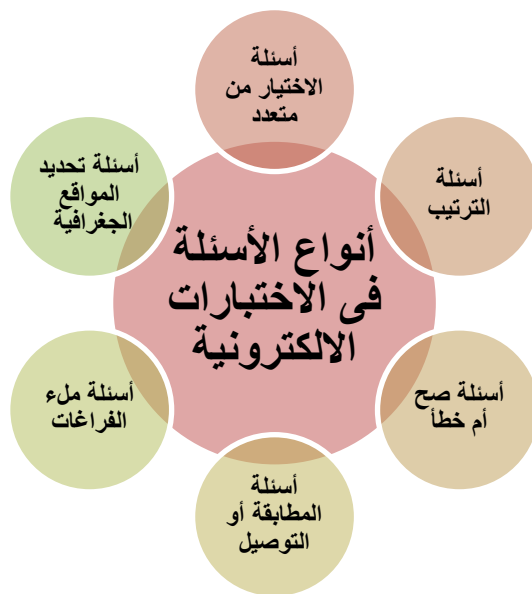 أسئلة
الاختيار من
متعدد
أسئلة
الترتيب
أسئلة صح
أم خطأ
أسئلة
المطابقة أو
التوصيل
أسئلة ملء
الفراغات
أسئلة تحديد
المواقع
الجغرافية
أنواع الأسئلة
فى الاختبارات
الالكترونية